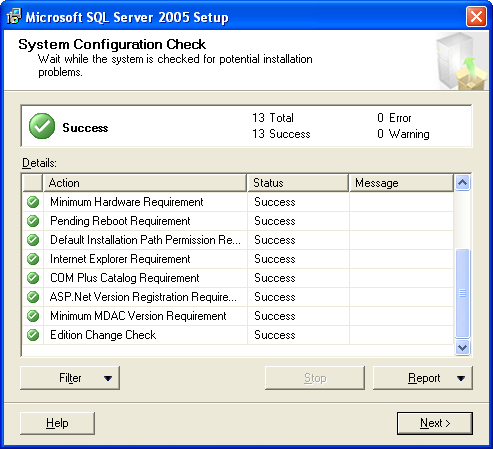 Microsoft SQL Server 2005 Setup
System Configuration Check
Wait while the system is checked for potential installation
problems.
Success
13 Total
0 Error
13 Success
0 Warning
Details:
Action Status Message
Minimum Hardware Requirement Success
Pending Reboot Requirement Success
Default Installation Path Permission Re... Success
Internet Explorer Requirement Success
COM Plus Catalog Requirement Success
ASP.Net Version Registration Require... Success
Minimum MDAC Version Requirement Success
Edition Change Check Success
Filter Stop Report
Help Next >